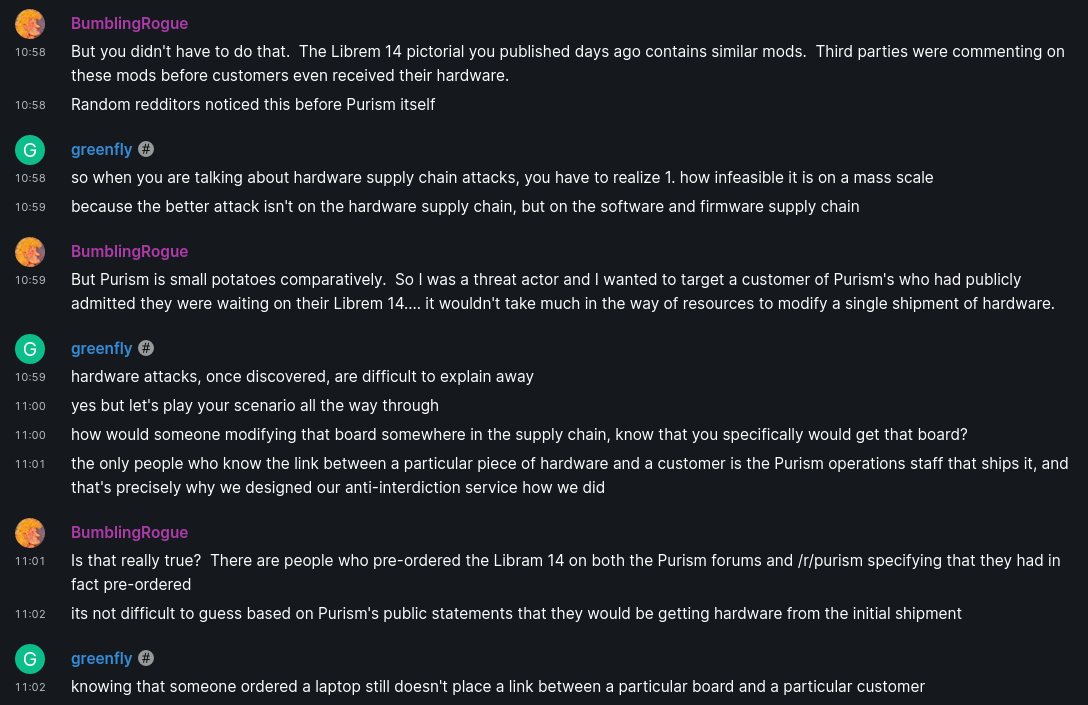 BumblingRogue
10:58 But you didn't have to do that.  The Librem 14 pictorial you published days ago contains similar mods.  Third parties were commenting on
these mods before customers even received their hardware.
10:58 Random redditors noticed this before Purism itself
G greenfly #
10:58 so when you are talking about hardware supply chain attacks, you have to realize 1. how infeasible it is on a mass scale
10:59 because the better attack isn't on the hardware supply chain, but on the software and firmware supply chain
BumblingRogue
10:59 But Purism is small potatoes comparatively.  So I was a threat actor and I wanted to target a customer of Purism's who had publicly
admitted they were waiting on their Librem 14.... it wouldn't take much in the way of resources to modify a single shipment of hardware.
G greenfly #
10:59 hardware attacks, once discovered, are difficult to explain away
11:00 yes but let's play your scenario all the way through
11:00 how would someone modifying that board somewhere in the supply chain, know that you specifically would get that board?
11:01 the only people who know the link between a particular piece of hardware and a customer is the Purism operations staff that ships it, and
that's precisely why we designed our anti-interdiction service how we did
BumblingRogue
11:01 Is that really true?  There are people who pre-ordered the Libram 14 on both the Purism forums and /r/purism specifying that they had in
fact pre-ordered
11:02 its not difficult to guess based on Purism's public statements that they would be getting hardware from the initial shipment
G greenfly #
11:02 knowing that someone ordered a laptop still doesn't place a link between a particular board and a particular customer